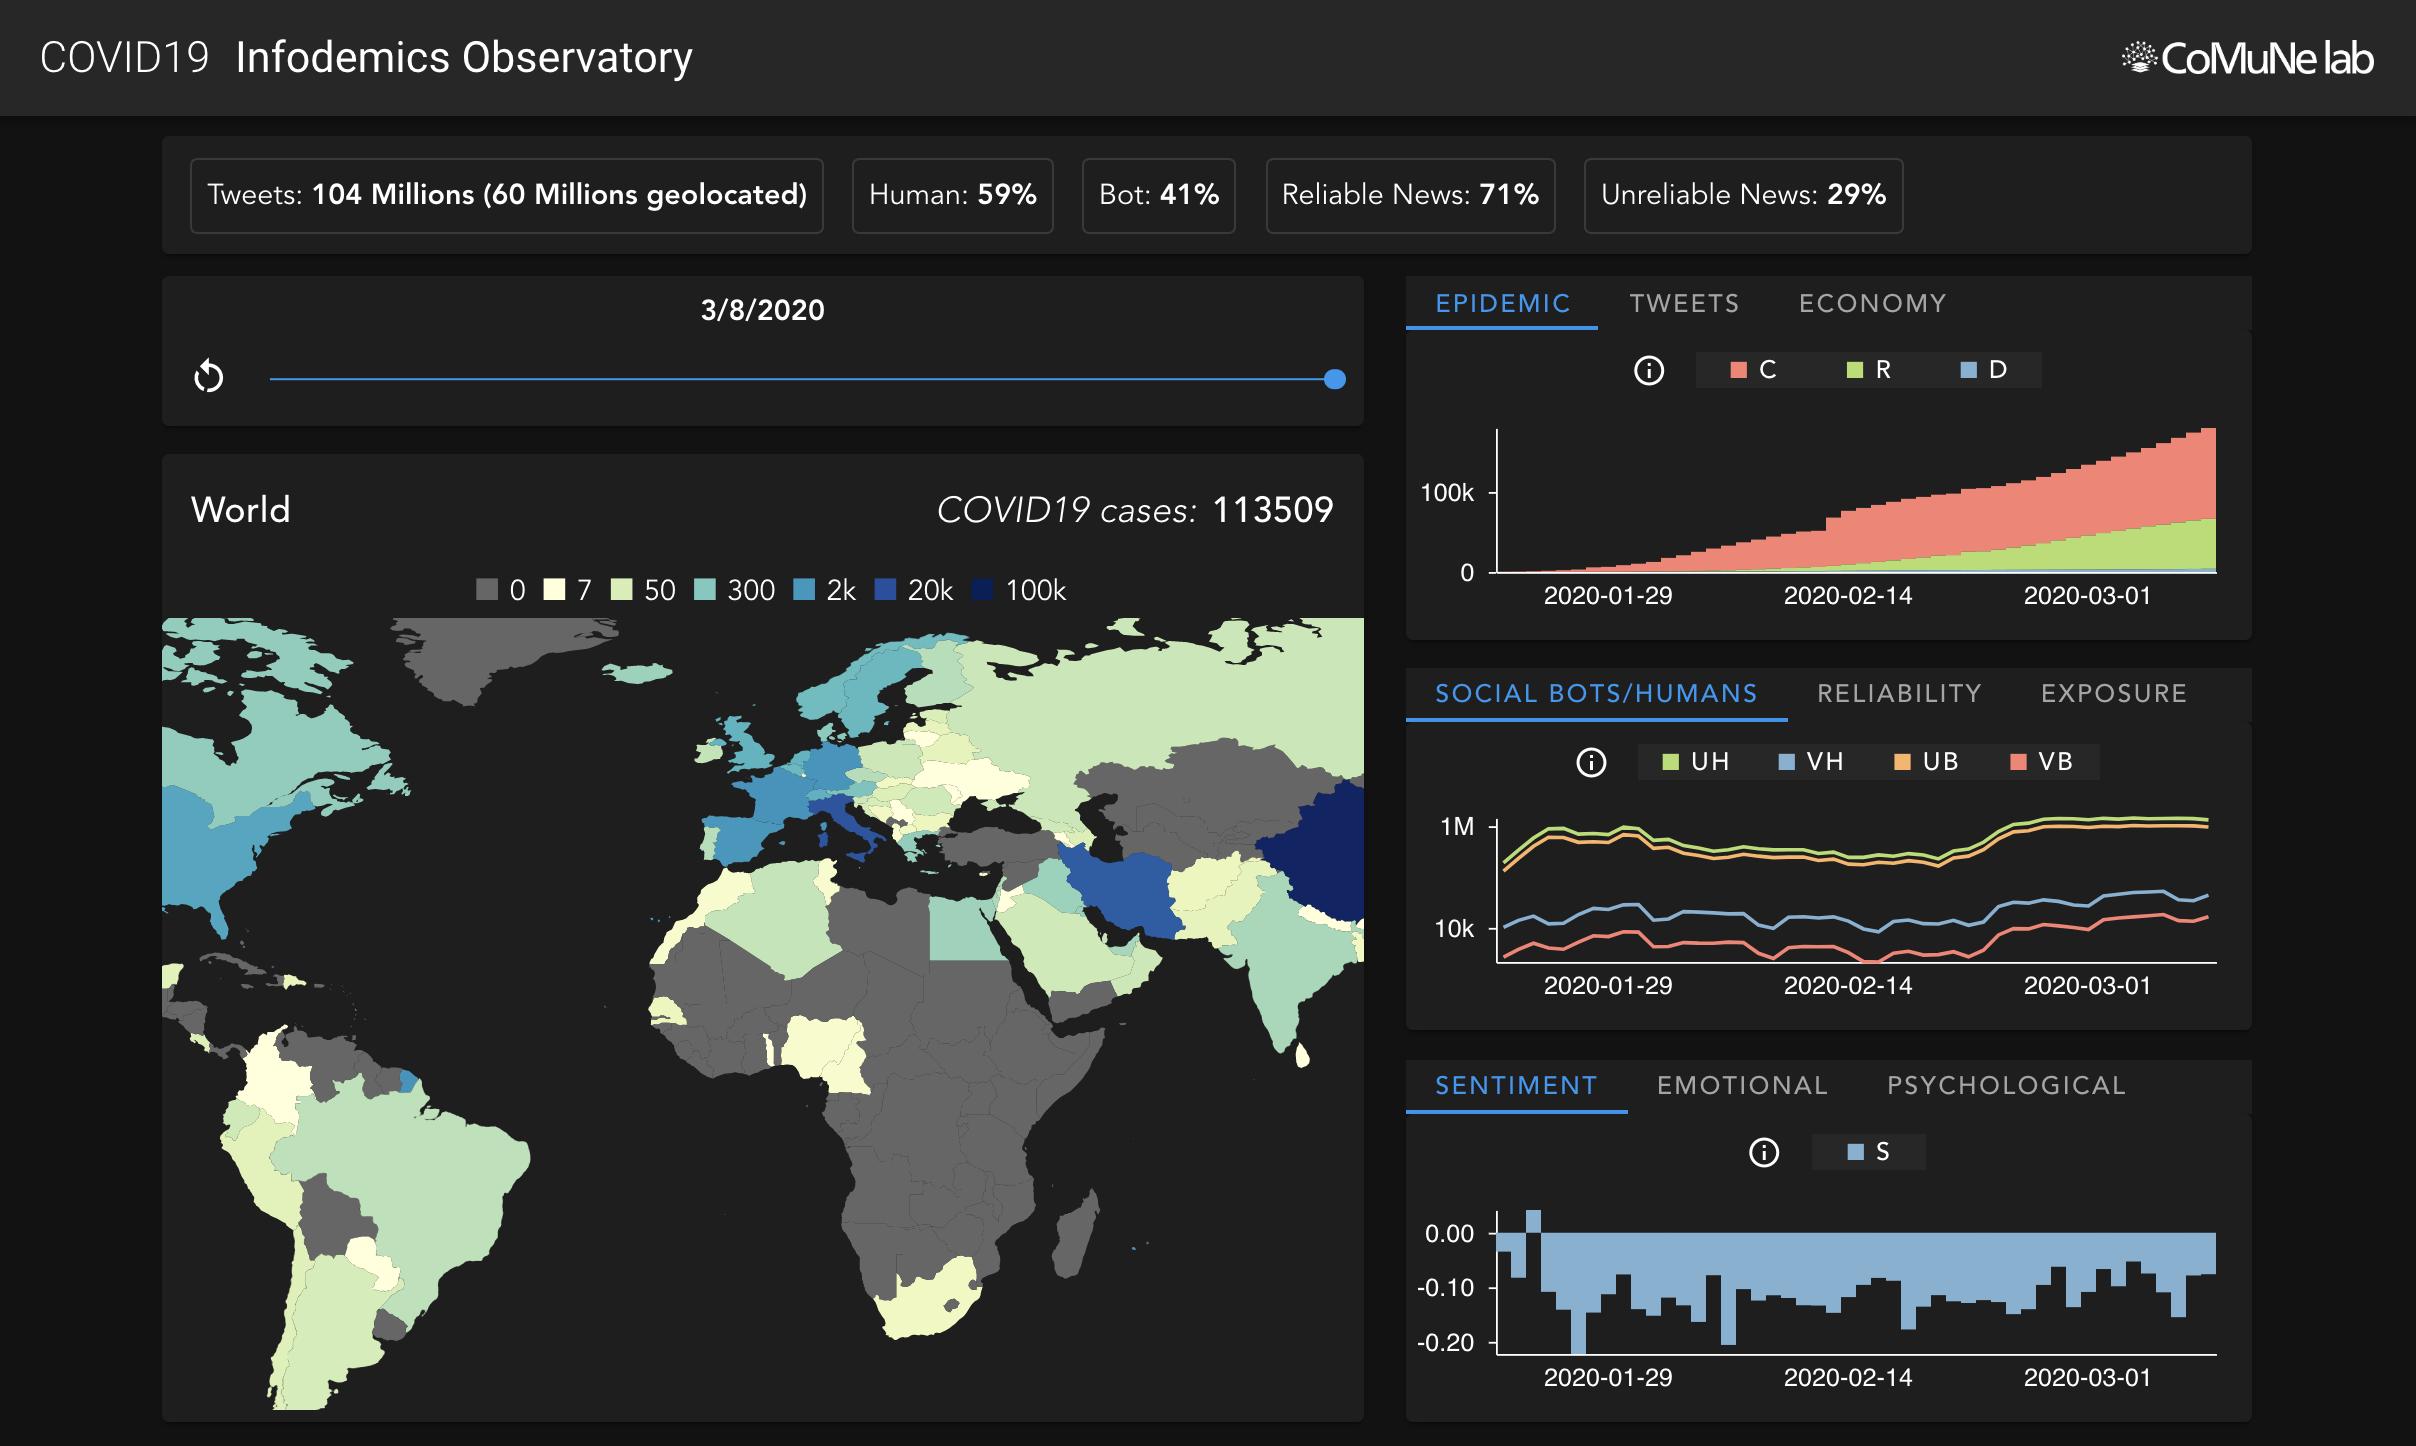 COVID19 Infodemics Observatory
CoMuNe lab
Tweets: 104 Millions (60 Millions geolocated)
Human: 59%
Bot: 41%
Reliable News: 71%
Unreliable News: 29%
3/8/2020
World
COVID19 cases: 113509
0 7 50 300 2k 20k 100k
EPIDEMIC TWEETS ECONOMY
C R D
100k
0
2020-01-29 2020-02-14 2020-03-01
SOCIAL BOTS/HUMANS RELIABILITY EXPOSURE
UH VH UB VB
1M
10k
2020-01-29 2020-02-14 2020-03-01
SENTIMENT EMOTIONAL PSYCHOLOGICAL
S
0.00
-0.10
-0.20
2020-01-29 2020-02-14 2020-03-01